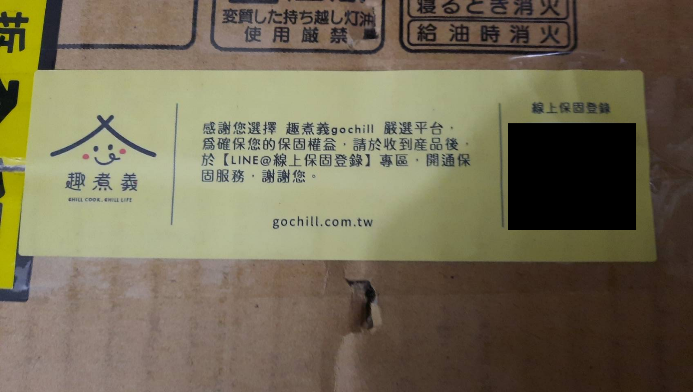 変質した持ち越し灯油
使用厳禁
寝るとき消火
給油時消火
趣煮義
CHILL COOK, CHILL LIFE
感謝您選擇 趣煮義gochill 嚴選平台，
為確保您的保固權益，請於收到産品後，
於【LINE@線上保固登錄】專區，開通保
固服務，謝謝您。
gochill.com.tw
線上保固登錄